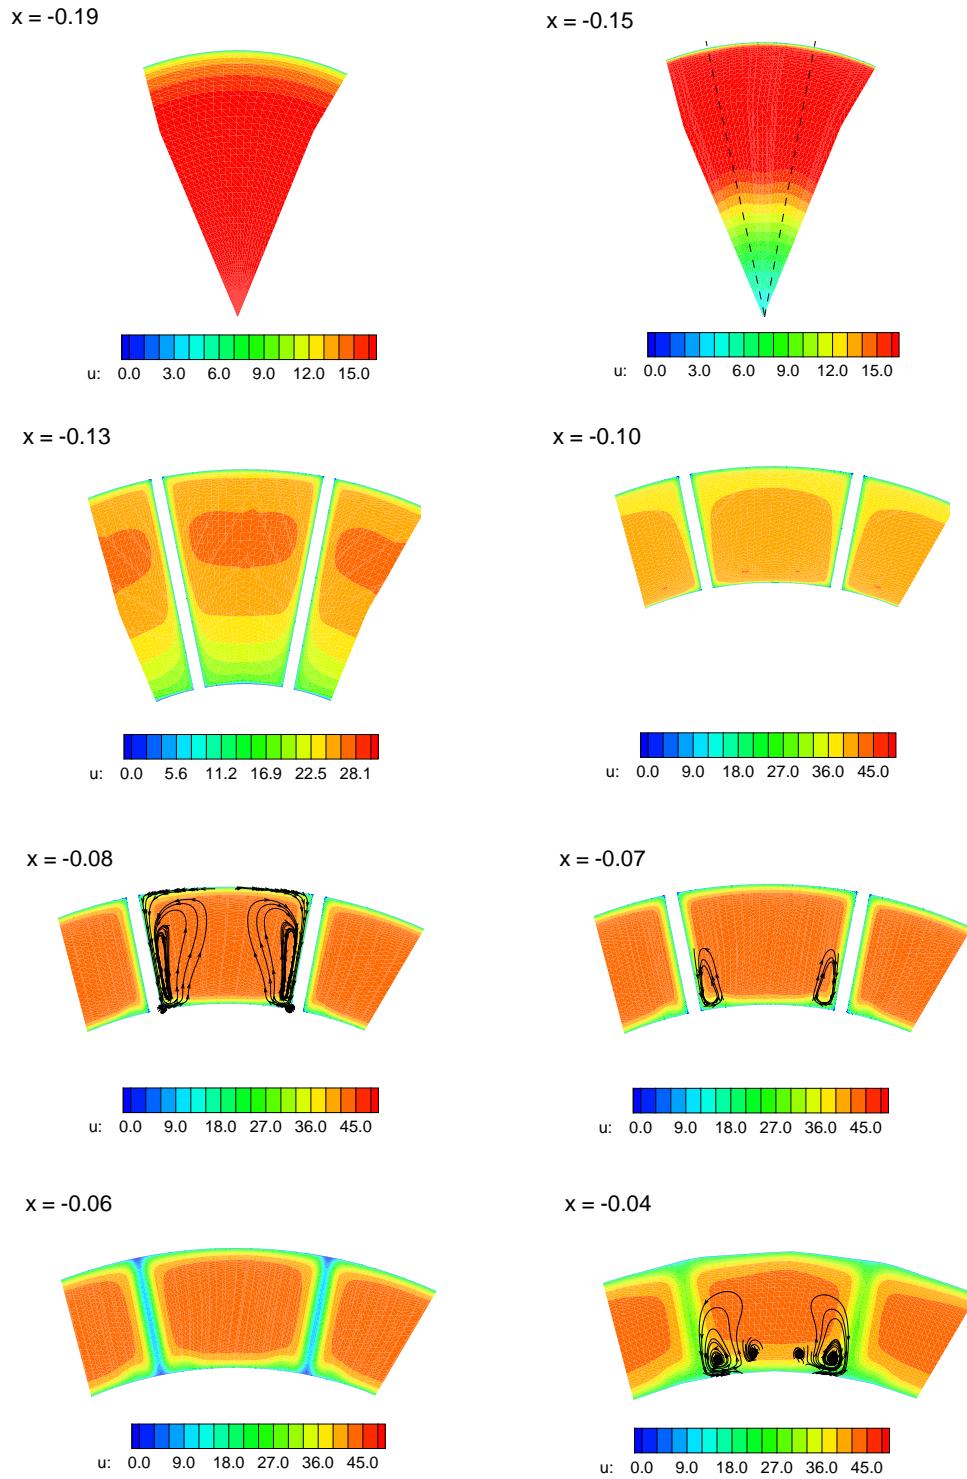 x = -0.19
x = -0.15
u: 0.0 3.0 6.0 9.0 12.0 15.0
u: 0.0 3.0 6.0 9.0 12.0 15.0
x = -0.13
x = -0.10
u: 0.0 5.6 11.2 16.9 22.5 28.1
u: 0.0 9.0 18.0 27.0 36.0 45.0
x = -0.08
x = -0.07
u: 0.0 9.0 18.0 27.0 36.0 45.0
u: 0.0 9.0 18.0 27.0 36.0 45.0
x = -0.06
x = -0.04
u: 0.0 9.0 18.0 27.0 36.0 45.0
u: 0.0 9.0 18.0 27.0 36.0 45.0